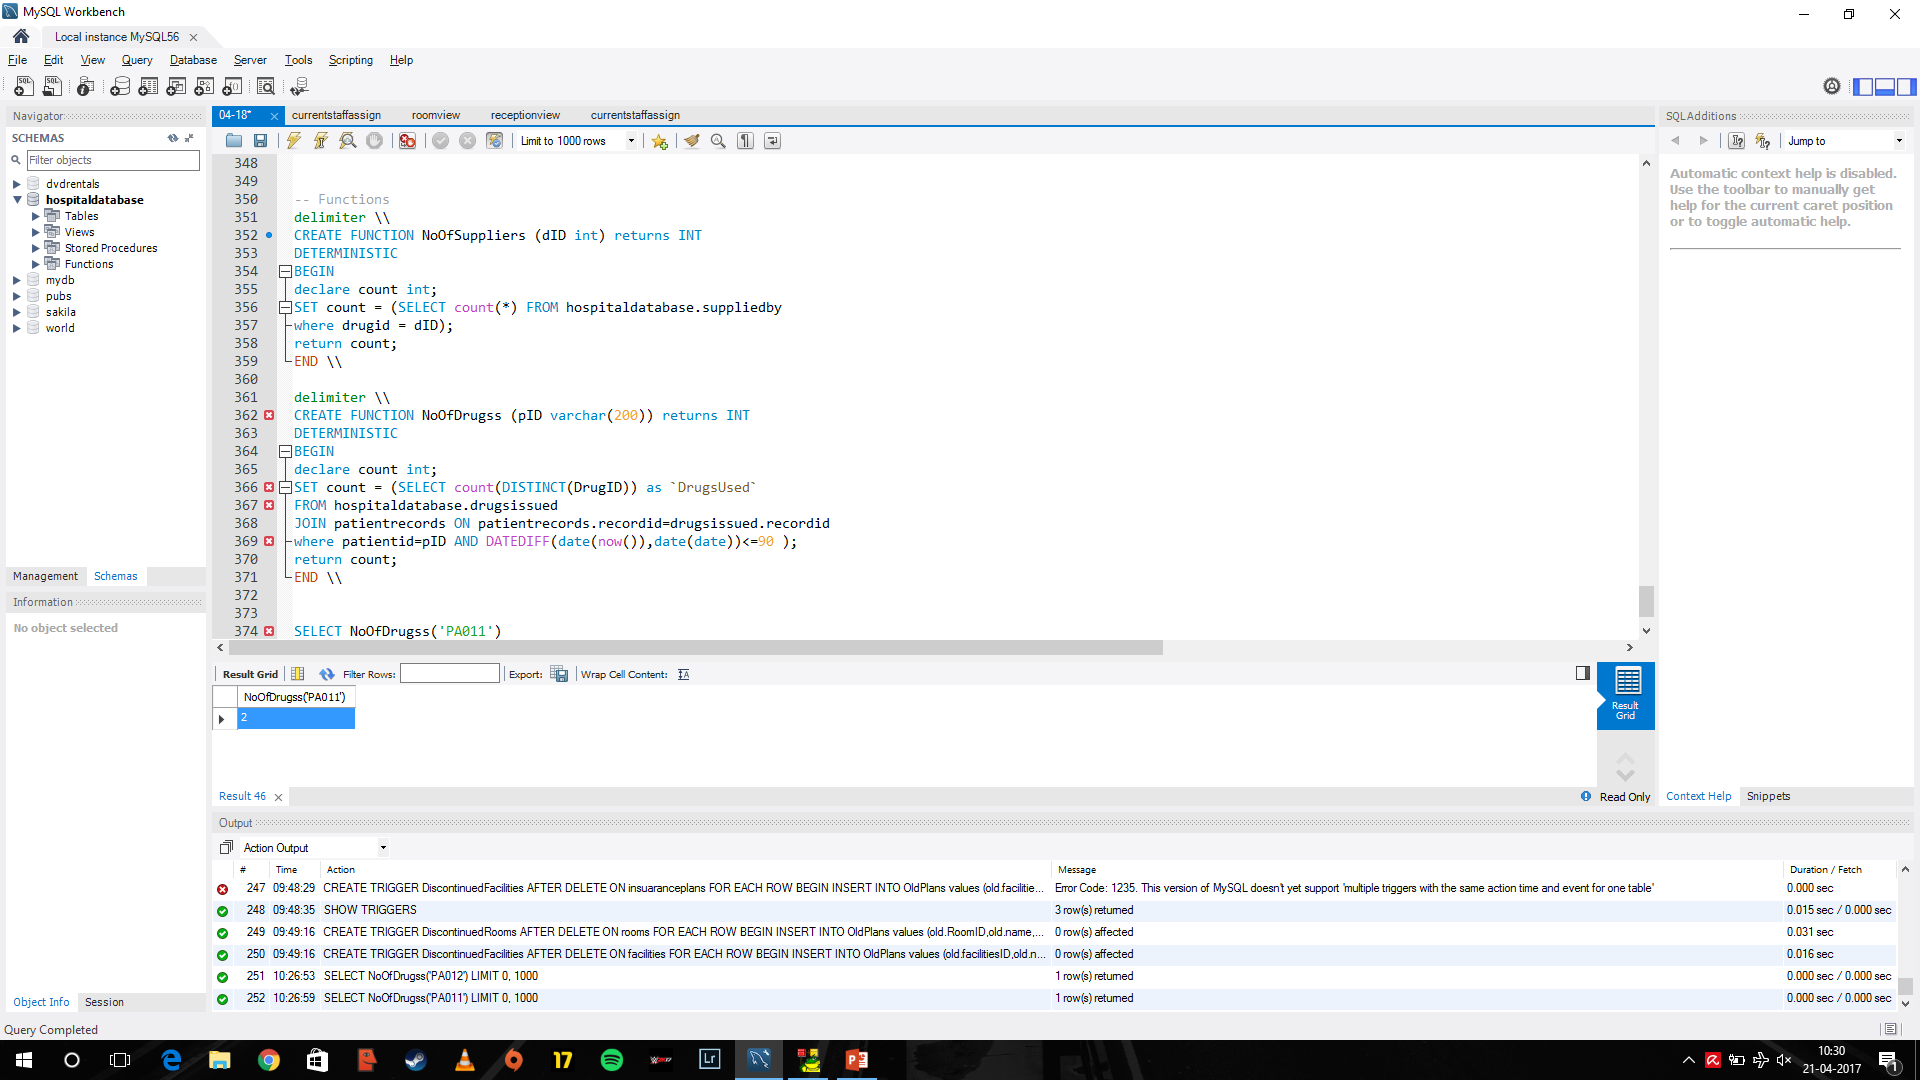 MySQL Workbench
Local instance MySQL56
File Edit View Query Database Server Tools Scripting Help
Navigator
SCHEMAS
Filter objects
dvdrentals
hospitaldatabase
Tables
Views
Stored Procedures
Functions
mydb
pubs
sakila
world
Management Schemas
Information
No object selected
Object Info Session
04-18* currentstaffassign roomview receptionview currentstaffassign
Limit to 1000 rows
348
349
350 -- Functions
351 delimiter \\
352 CREATE FUNCTION NoOfSuppliers (dID int) returns INT
353 DETERMINISTIC
354 BEGIN
355 declare count int;
356 SET count = (SELECT count(*) FROM hospitaldatabase.suppliedby
357 where drugid = dID);
358 return count;
359 END \\
360
361 delimiter \\
362 CREATE FUNCTION NoOfDrugss (pID varchar(200)) returns INT
363 DETERMINISTIC
364 BEGIN
365 declare count int;
366 SET count = (SELECT count(DISTINCT(DrugID)) as `DrugsUsed`
367 FROM hospitaldatabase.drugsissued
368 JOIN patientrecords ON patientrecords.recordid=drugsissued.recordid
369 where patientid=pID AND DATEDIFF(date(now()),date(date))<=90 );
370 return count;
371 END \\
372
373
374 SELECT NoOfDrugss('PA011')
Result Grid Filter Rows: Export: Wrap Cell Content:
NoOfDrugss('PA011')
2
Result Grid
Result 46
Read Only
SQLAdditions
Jump to
Automatic context help is disabled.
Use the toolbar to manually get
help for the current caret position
or to toggle automatic help.
Context Help Snippets
Output
Action Output
# Time Action Message Duration / Fetch
247 09:48:29 CREATE TRIGGER DiscontinuedFacilities AFTER DELETE ON insuaranceplans FOR EACH ROW BEGIN INSERT INTO OldPlans values (old.facilitie... Error Code: 1235. This version of MySQL doesn't yet support 'multiple triggers with the same action time and event for one table' 0.000 sec
248 09:48:35 SHOW TRIGGERS 3 row(s) returned 0.015 sec / 0.000 sec
249 09:49:16 CREATE TRIGGER DiscontinuedRooms AFTER DELETE ON rooms FOR EACH ROW BEGIN INSERT INTO OldPlans values (old.RoomID,old.name,... 0 row(s) affected 0.031 sec
250 09:49:16 CREATE TRIGGER DiscontinuedFacilities AFTER DELETE ON facilities FOR EACH ROW BEGIN INSERT INTO OldPlans values (old.facilitiesID,old.n... 0 row(s) affected 0.016 sec
251 10:26:53 SELECT NoOfDrugss('PA012') LIMIT 0, 1000 1 row(s) returned 0.000 sec / 0.000 sec
252 10:26:59 SELECT NoOfDrugss('PA011') LIMIT 0, 1000 1 row(s) returned 0.000 sec / 0.000 sec
Query Completed
17
Lr
10:30
21-04-2017
1